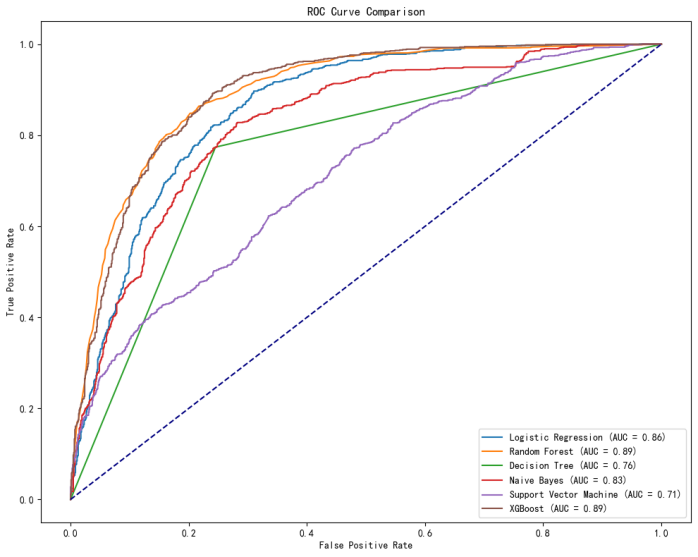 ROC Curve Comparison
True Positive Rate
1.0
0.8
0.6
0.4
0.2
0.0
Logistic Regression (AUC = 0.86)
Random Forest (AUC = 0.89)
Decision Tree (AUC = 0.76)
Naive Bayes (AUC = 0.83)
Support Vector Machine (AUC = 0.71)
XGBoost (AUC = 0.89)
0.0 0.2 0.4 0.6 0.8 1.0
False Positive Rate